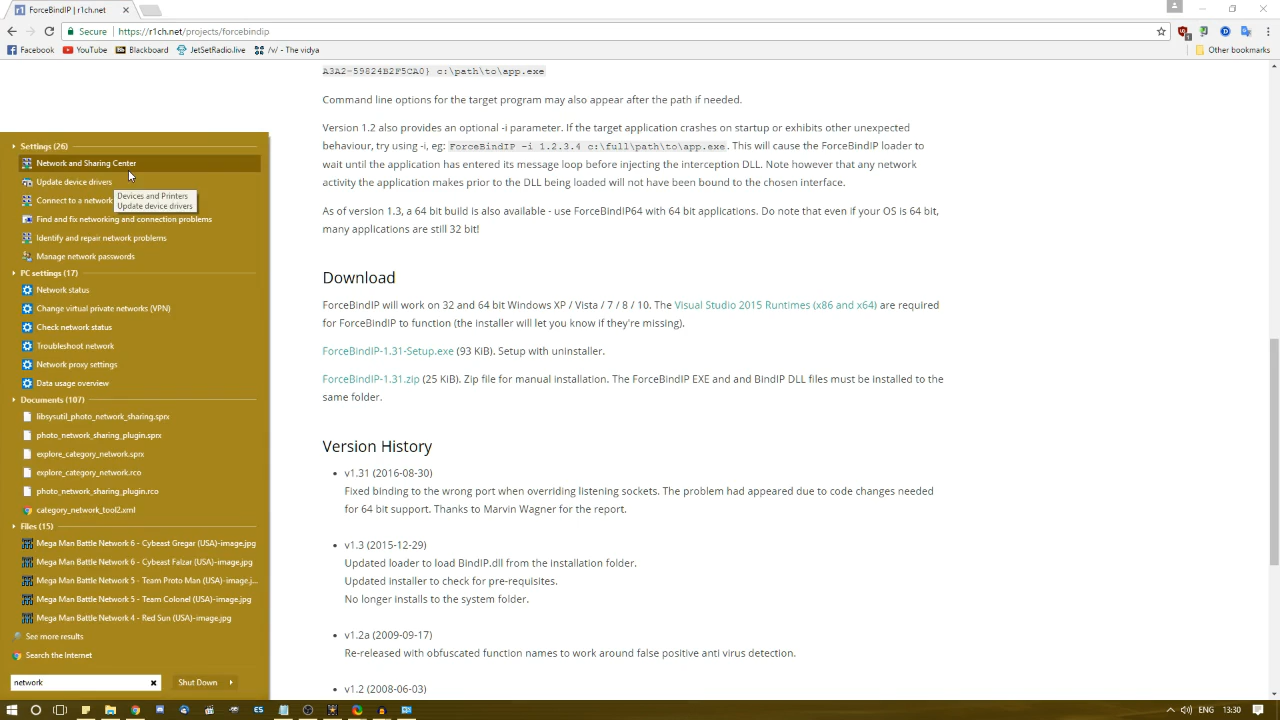 ForceBindIP | r1ch.net
Secure | https://r1ch.net/projects/forcebindip
Facebook YouTube Blackboard JetSetRadio.live /v/ - The vidya Other bookmarks
A3A2-59824B2F5CA0} c:\path\to\app.exe
Command line options for the target program may also appear after the path if needed.
Version 1.2 also provides an optional -i parameter. If the target application crashes on startup or exhibits other unexpected
behaviour, try using -i, eg: ForceBindIP -i 1.2.3.4 c:\full\path\to\app.exe. This will cause the ForceBindIP loader to
wait until the application has entered its message loop before injecting the interception DLL. Note however that any network
activity the application makes prior to the DLL being loaded will not have been bound to the chosen interface.
As of version 1.3, a 64 bit build is also available - use ForceBindIP64 with 64 bit applications. Do note that even if your OS is 64 bit,
many applications are still 32 bit!
Download
ForceBindIP will work on 32 and 64 bit Windows XP / Vista / 7 / 8 / 10. The Visual Studio 2015 Runtimes (x86 and x64) are required
for ForceBindIP to function (the installer will let you know if they're missing).
ForceBindIP-1.31-Setup.exe (93 KiB). Setup with uninstaller.
ForceBindIP-1.31.zip (25 KiB). Zip file for manual installation. The ForceBindIP EXE and and BindIP DLL files must be installed to the
same folder.
Version History
v1.31 (2016-08-30)
Fixed binding to the wrong port when overriding listening sockets. The problem had appeared due to code changes needed
for 64 bit support. Thanks to Marvin Wagner for the report.
v1.3 (2015-12-29)
Updated loader to load BindIP.dll from the installation folder.
Updated installer to check for pre-requisites.
No longer installs to the system folder.
v1.2a (2009-09-17)
Re-released with obfuscated function names to work around false positive anti virus detection.
v1.2 (2008-06-03)
Settings (26)
Network and Sharing Center
Update device drivers
Devices and Printers
Update device drivers
Connect to a network
Find and fix networking and connection problems
Identify and repair network problems
Manage network passwords
PC settings (17)
Network status
Change virtual private networks (VPN)
Check network status
Troubleshoot network
Network proxy settings
Data usage overview
Documents (107)
libsysutil_photo_network_sharing.sprx
photo_network_sharing_plugin.sprx
explore_category_network.sprx
explore_category_network.rco
photo_network_sharing_plugin.rco
category_network_tool2.xml
Files (15)
Mega Man Battle Network 6 - Cybeast Gregar (USA)-image.jpg
Mega Man Battle Network 6 - Cybeast Falzar (USA)-image.jpg
Mega Man Battle Network 5 - Team Proto Man (USA)-image.j...
Mega Man Battle Network 5 - Team Colonel (USA)-image.jpg
Mega Man Battle Network 4 - Red Sun (USA)-image.jpg
See more results
Search the Internet
network
Shut Down
ENG 13:30